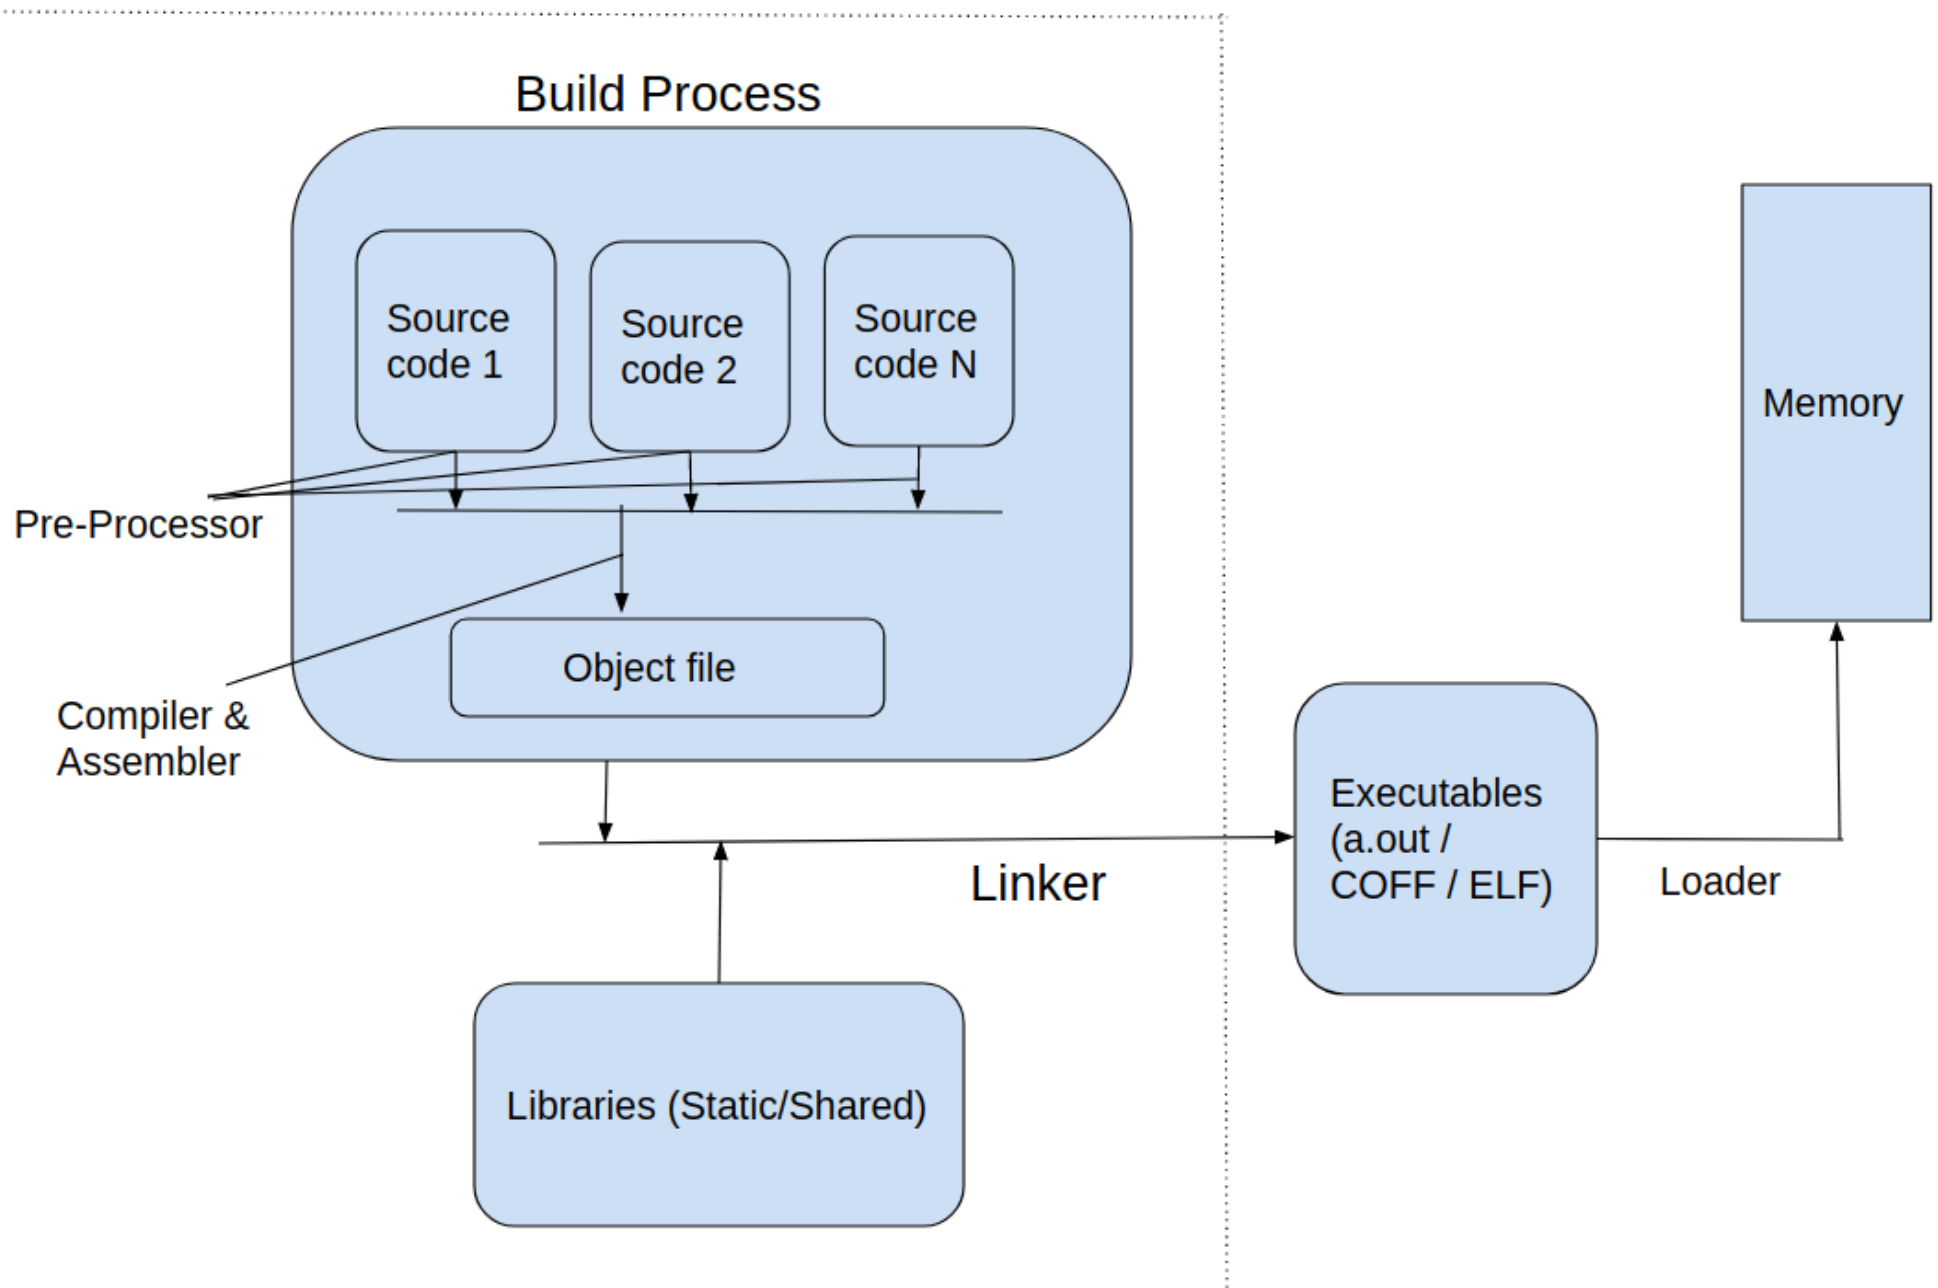 Build Process
Source
code 1
Source
code 2
Source
code N
Memory
Pre-Processor
Object file
Compiler &
Assembler
Executables
(a.out /
COFF / ELF)
Linker
Loader
Libraries (Static/Shared)